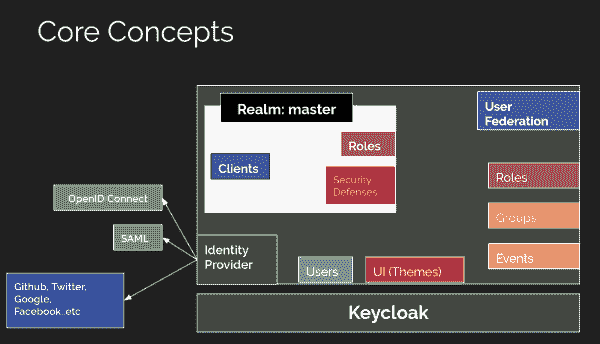 Core Concepts
Realm: master
User
Federation
Roles
Clients
Security
Defenses
Roles
OpenID Connect
Groups
SAML
Identity
Provider
Events
Users
UI (Themes)
Github, Twitter,
Google,
Facebook..etc
Keycloak